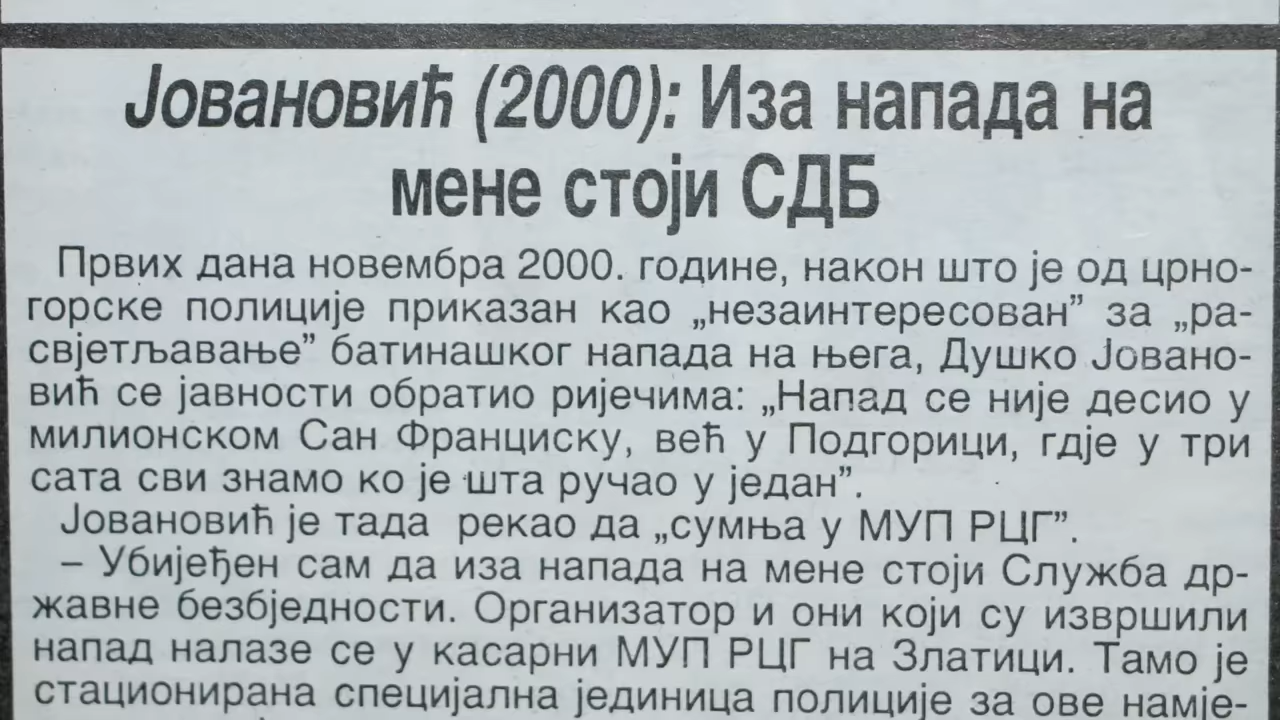 Јовановић (2000): Иза напада на
мене стоји СДБ
Првих дана новембра 2000. године, након што је од црно-
горске полиције приказан као „незаинтересован” за „ра-
свјетљавање” батинашког напада на њега, Душко Јовано-
вић се јавности обратио ријечима: „Напад се није десио у
милионском Сан Франциску, већ у Подгорици, гдје у три
сата сви знамо ко је шта ручао у један”.
Јовановић је тада рекао да „сумња у МУП РЦГ”.
– Убијеђен сам да иза напада на мене стоји Служба др-
жавне безбједности. Организатор и они који су извршили
напад налазе се у касарни МУП РЦГ на Златици. Тамо је
стационирана специјална јединица полиције за ове намје-